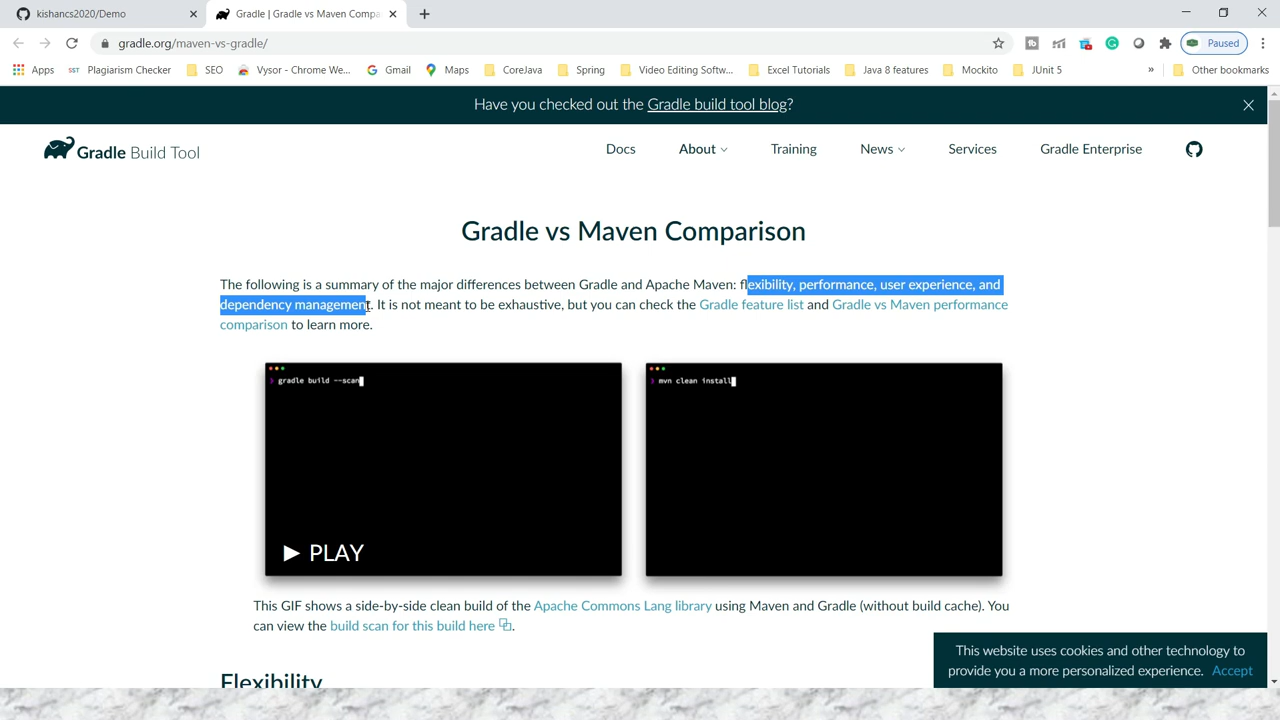 kishancs2020/Demo
Gradle | Gradle vs Maven Compa
gradle.org/maven-vs-gradle/
Paused
Apps
Plagiarism Checker
SEO
Vysor - Chrome We...
Gmail
Maps
CoreJava
Spring
Video Editing Softw...
Excel Tutorials
Java 8 features
Mockito
JUnit 5
»
Other bookmarks
Have you checked out the Gradle build tool blog?
Gradle Build Tool
Docs
About
Training
News
Services
Gradle Enterprise
Gradle vs Maven Comparison
The following is a summary of the major differences between Gradle and Apache Maven: flexibility, performance, user experience, and
dependency management. It is not meant to be exhaustive, but you can check the Gradle feature list and Gradle vs Maven performance
comparison to learn more.
gradle build --scan
► PLAY
mvn clean install
This GIF shows a side-by-side clean build of the Apache Commons Lang library using Maven and Gradle (without build cache). You
can view the build scan for this build here.
Flexibility
This website uses cookies and other technology to
provide you a more personalized experience. Accept